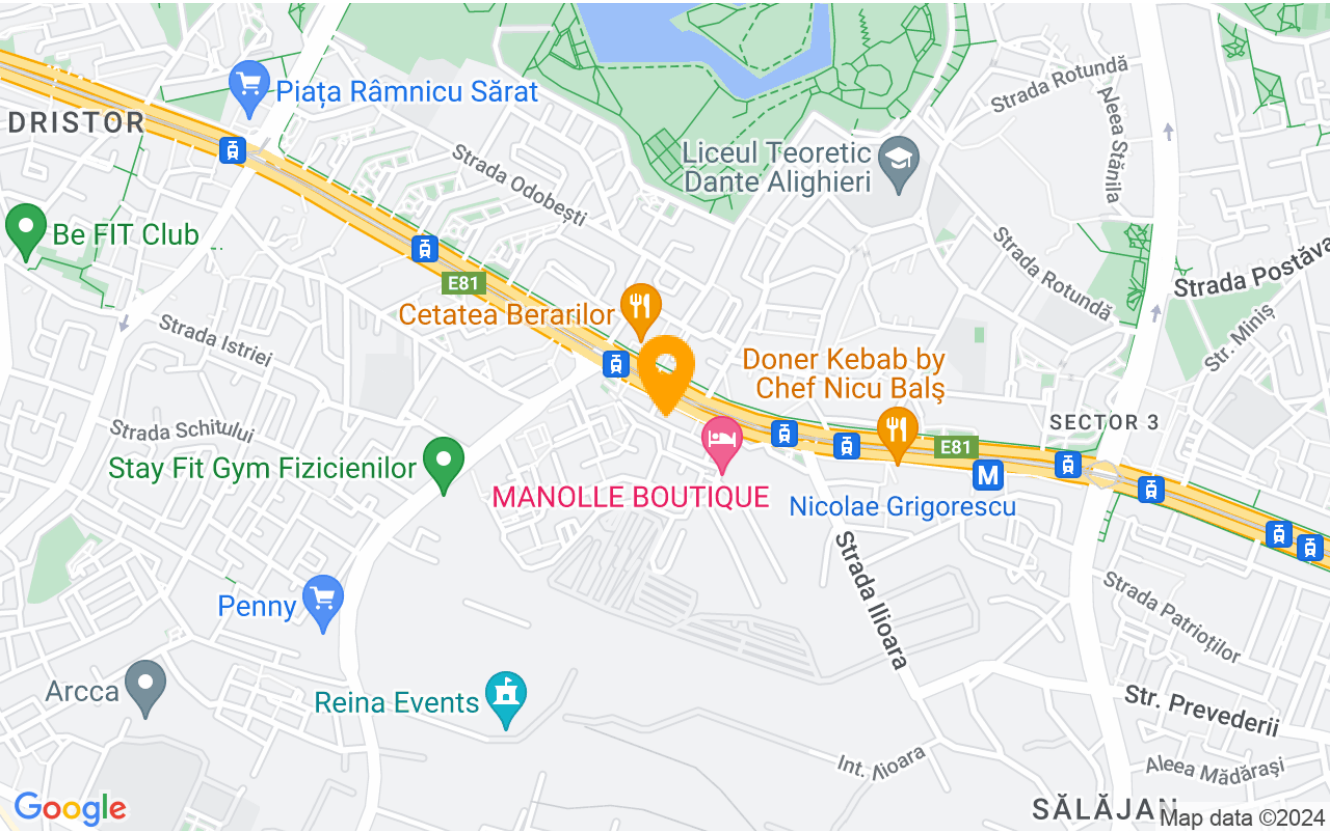 Strada Rotundă
Piața Râmnicu Sărat
Aleea Stănila
DRISTOR
Strada Odobești
Liceul Teoretic
Dante Alighieri
Be FIT Club
Strada Rotundă
Strada Postăva
E81
Cetatea Berarilor
Str. Miniș
Strada Istriei
Doner Kebab by
Chef Nicu Balş
Strada Schitului
SECTOR 3
E81
Stay Fit Gym Fizicienilor
MANOLLE BOUTIQUE
M
Nicolae Grigorescu
Strada Ilioara
Penny
Strada Patrioților
Arcca
Reina Events
Str. Prevederii
Int. Ilioara
Aleea Mădărași
Google
SĂLĂJAN
Map data ©2024